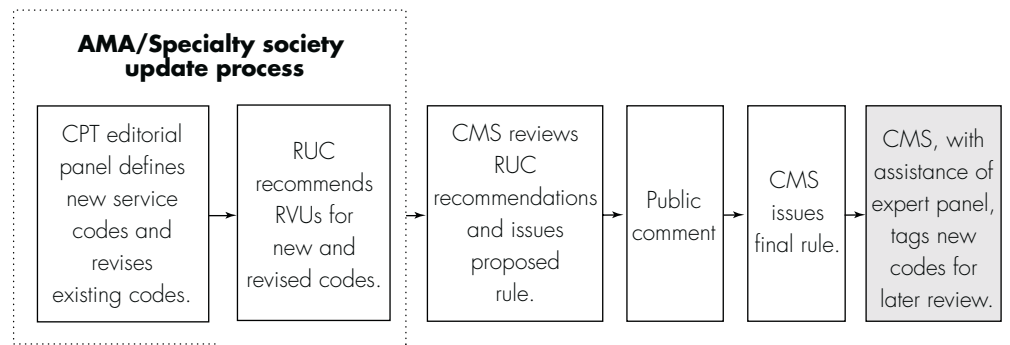 AMA/Specialty society
update process
CPT editorial
panel defines
new service
codes and
revises
existing codes.
RUC
recommends
RVUs for
new and
revised codes.
CMS reviews
RUC
recommendations
and issues
proposed
rule.
Public
comment
CMS
issues
final rule.
CMS, with
assistance of
expert panel,
tags new
codes for
later review.